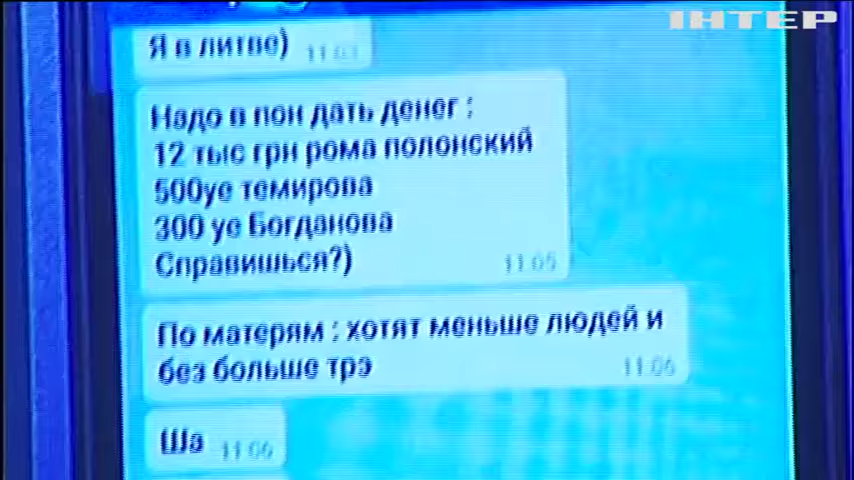 ІНТЕР
Я в литве) 11:03
Надо в пон дать денег :
12 тыс грн рома полонский
500уе темирова
300 уе Богданова
Справишься?) 11:05
По матерям : хотят меньше людей и
без больше трэ 11:06
Ша 11:06